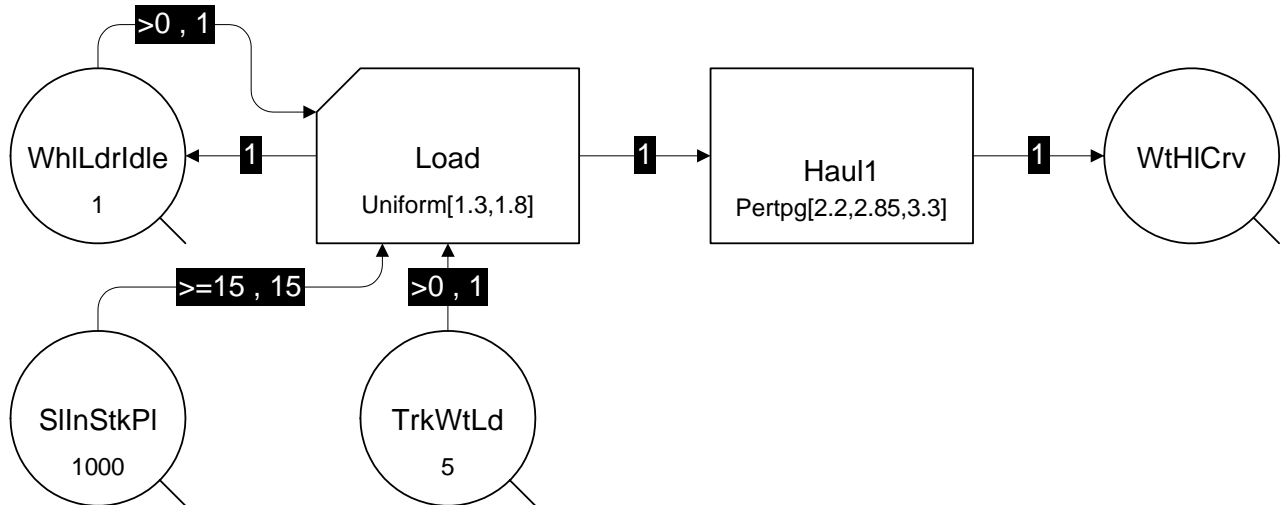 >0 , 1
WhlLdrIdle
1
1
Load
Uniform[1.3,1.8]
1
Haul1
Pertpg[2.2,2.85,3.3]
1
WtHlCrv
>=15 , 15
>0 , 1
SlInStkPl
1000
TrkWtLd
5